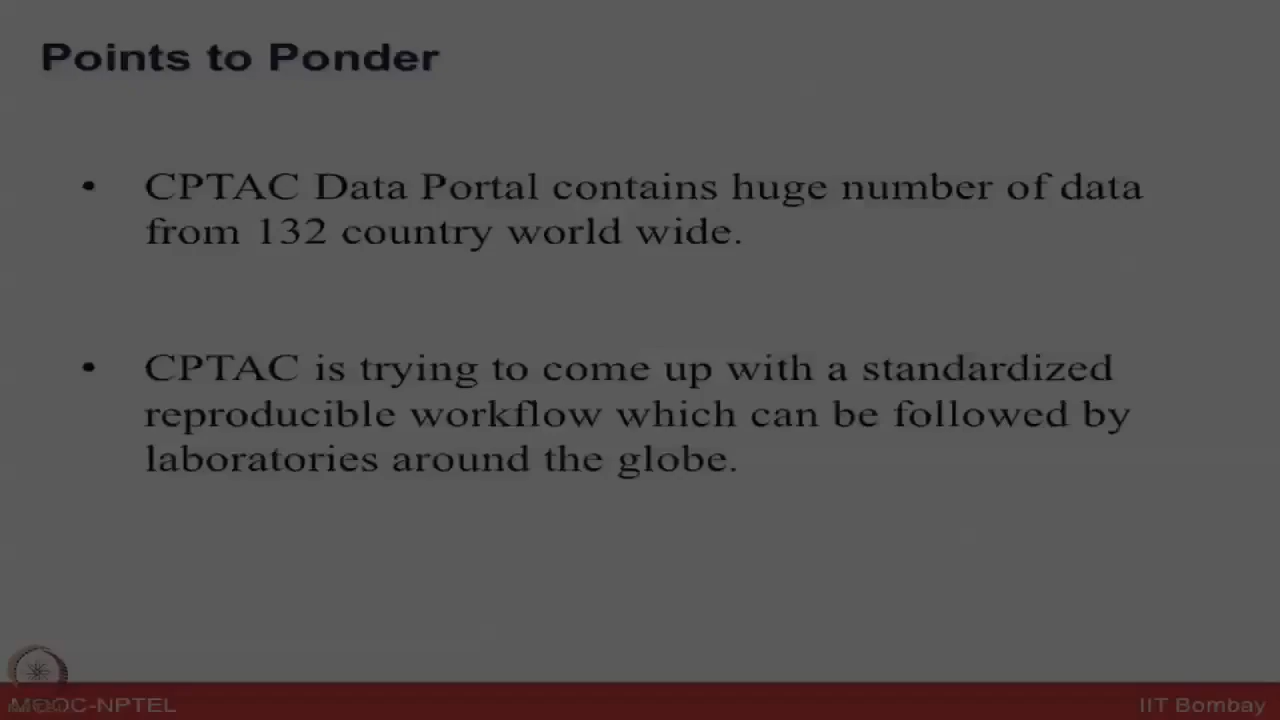 Points to Ponder
• CPTAC Data Portal contains huge number of data
from 132 country world wide.
• CPTAC is trying to come up with a standardized
reproducible workflow which can be followed by
laboratories around the globe.
MOOC-NPTEL
IIT Bombay